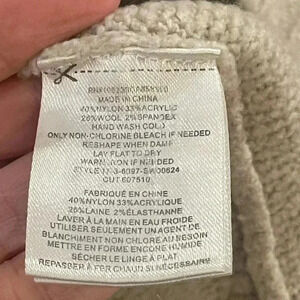 MADE IN CHINA
40%NYLON 33%ACRYLIC
25%WOOL 2%SPANDEX
HAND WASH COLD
ONLY NON-CHLORINE BLEACH IF NEEDED
RESHAPE WHEN DAMP
LAY FLAT TO DRY
WARM IRON IF NEEDED
CUT 607510
FABRIQUÉ EN CHINE
40%NYLON 33%ACRYLIQUE
25%LAINE 2%ÉLASTHANNE
LAVER À LA MAIN EN EAU FROIDE
UTILISER SEULEMENT UN AGENT DE
BLANCHIMENT NON CHLORE AU BESOIN
METTRE EN FORME ENCORE HUMIDE
SÉCHER LE LINGE À PLAT
REPASSER À FER CHAUD SI NÉCESSAIRE